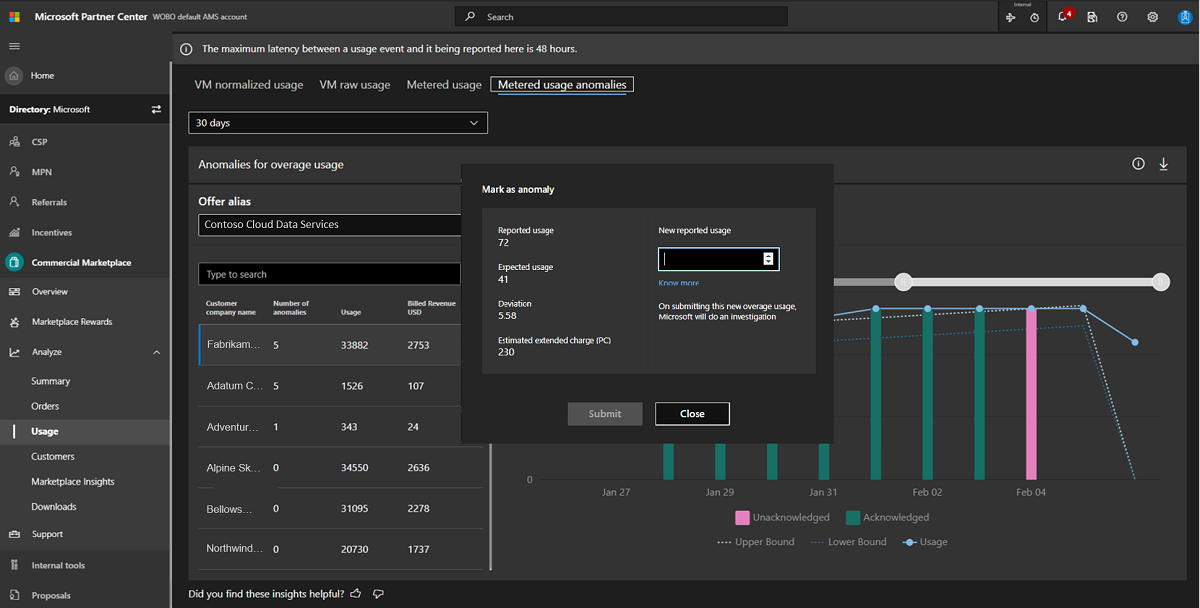 Microsoft Partner Center WOBO default AMS account
Search
Internal
4
The maximum latency between a usage event and it being reported here is 48 hours.
Home
Directory: Microsoft
CSP
MPN
Referrals
Incentives
Commercial Marketplace
Overview
Marketplace Rewards
Analyze
Summary
Orders
Usage
Customers
Marketplace Insights
Downloads
Support
Internal tools
Proposals
VM normalized usage VM raw usage Metered usage Metered usage anomalies
30 days
Anomalies for overage usage
Offer alias
Contoso Cloud Data Services
Type to search
Customer company name Number of anomalies Usage Billed Revenue USD
Fabrikam... 5 33882 2753
Adatum C... 5 1526 107
Adventur... 1 343 24
Alpine Sk... 0 34550 2636
Bellows... 0 31095 2278
Northwind... 0 20730 1737
Mark as anomaly
Reported usage
72
Expected usage
41
Deviation
5.58
Estimated extended charge (PC)
230
New reported usage
Know more
On submitting this new overage usage,
Microsoft will do an investigation
Submit Close
0
Jan 27 Jan 29 Jan 31 Feb 02 Feb 04
Unacknowledged Acknowledged
Upper Bound Lower Bound Usage
Did you find these insights helpful?